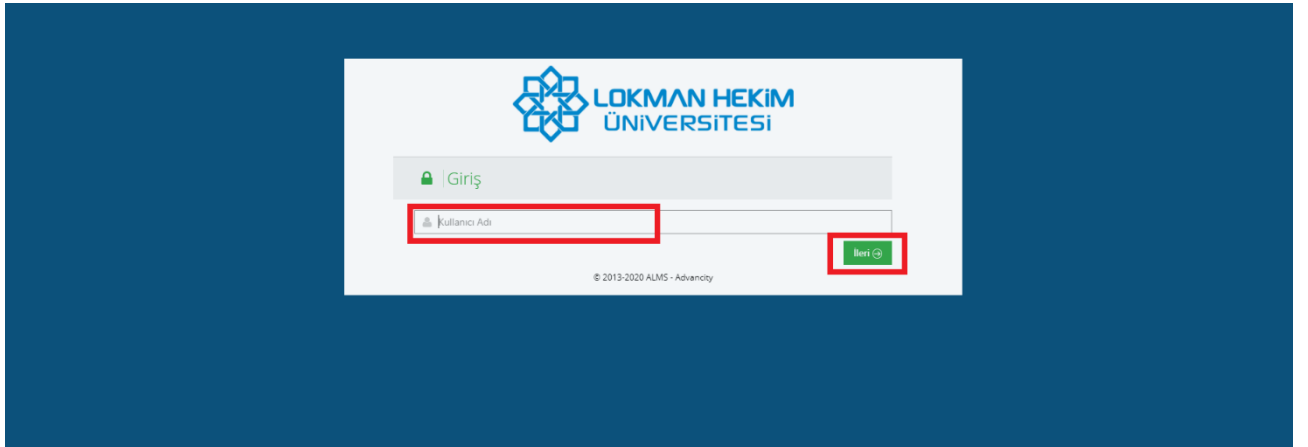 LOKMAN HEKİM
ÜNİVERSİTESİ
Giriş
Kullanıcı Adı
İleri
© 2013-2020 ALMS - Advancity